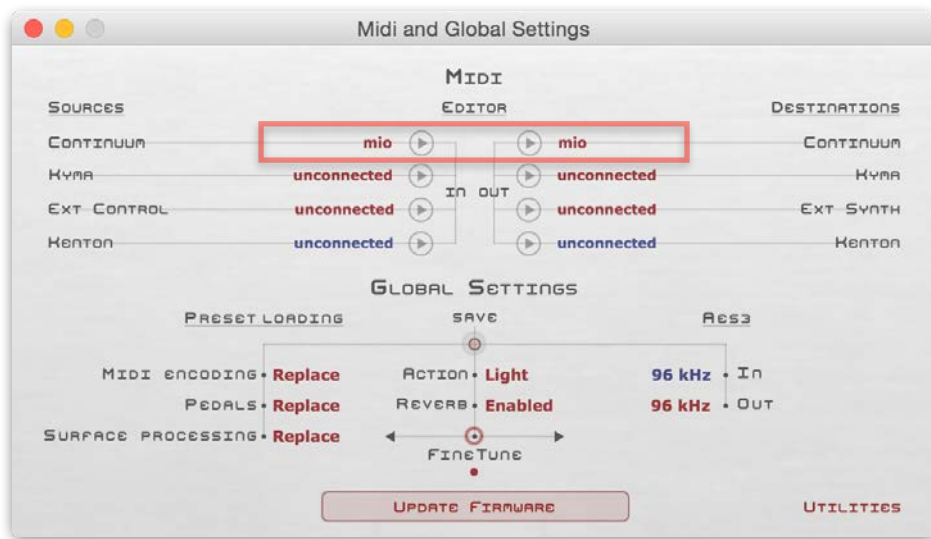 Midi and Global Settings
MIDI
SOURCES EDITOR DESTINATIONS
CONTINUUM mio mio CONTINUUM
KYMA unconnected unconnected KYMA
IN OUT
EXT CONTROL unconnected unconnected EXT SYNTH
KENTON unconnected unconnected KENTON
GLOBAL SETTINGS
PRESET LOADING SAVE AES3
MIDI ENCODING Replace ACTION Light 96 kHz IN
PEDALS Replace REVERB Enabled 96 kHz OUT
SURFACE PROCESSING Replace
FINETUNE
UPDATE FIRMWARE UTILITIES